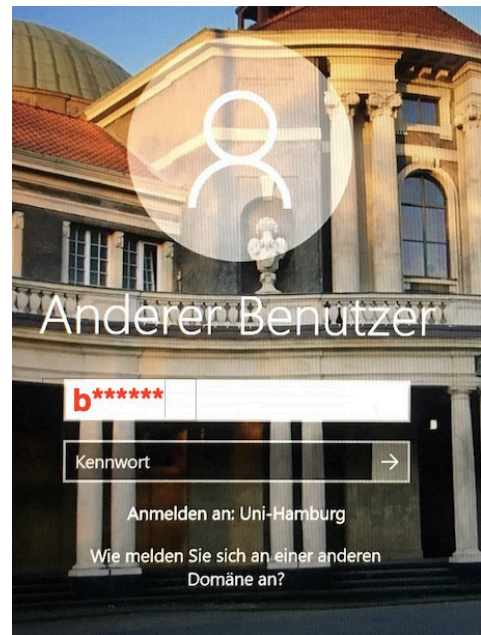 Anderer Benutzer
b******
Kennwort
Anmelden an: Uni-Hamburg
Wie melden Sie sich an einer anderen
Domäne an?